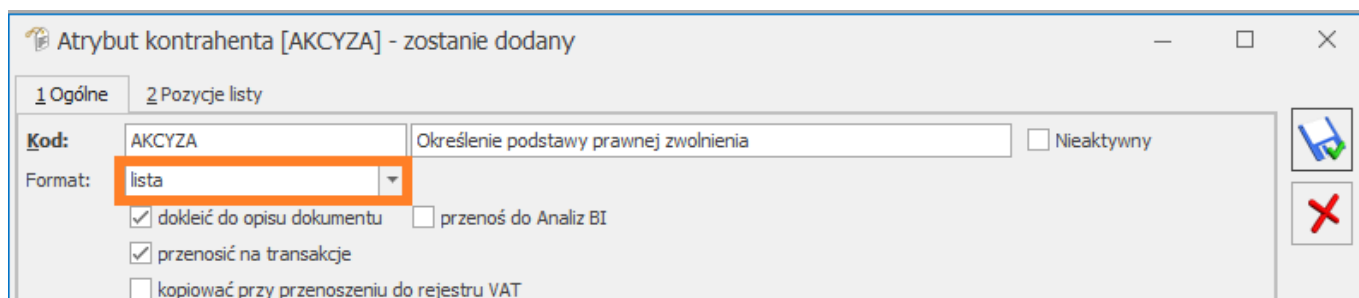 Atrybut kontrahenta [AKCYZA] - zostanie dodany
1 Ogólne 2 Pozycje listy
Kod: AKCYZA Określenie podstawy prawnej zwolnienia Nieaktywny
Format: lista
dokleić do opisu dokumentu przenoś do Analiz BI
przenosić na transakcje
kopiować przy przenoszeniu do rejestru VAT